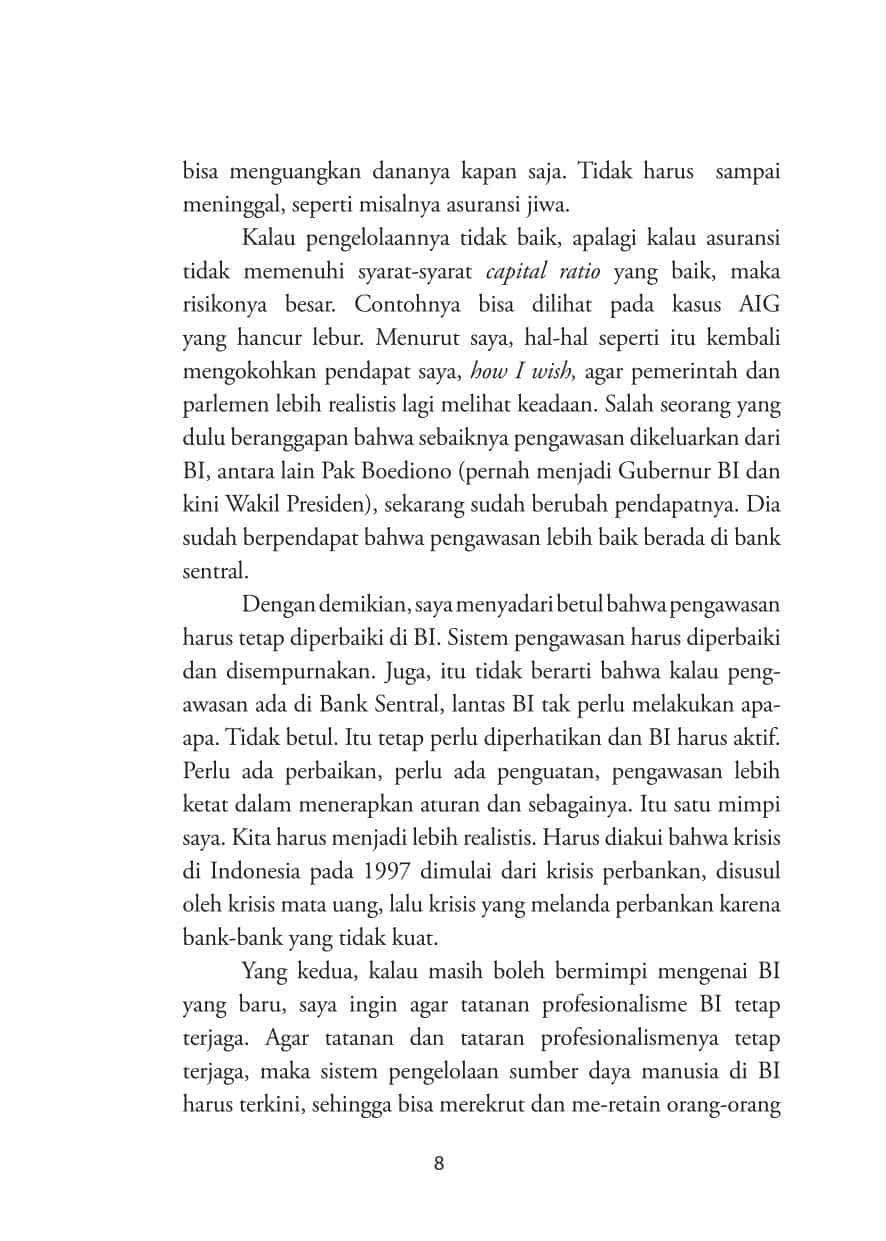 bisa menguangkan dananya kapan saja. Tidak harus sampai
meninggal, seperti misalnya asuransi jiwa.
Kalau pengelolaannya tidak baik, apalagi kalau asuransi
tidak memenuhi syarat-syarat capital ratio yang baik, maka
risikonya besar. Contohnya bisa dilihat pada kasus AIG
yang hancur lebur. Menurut saya, hal-hal seperti itu kembali
mengokohkan pendapat saya, how I wish, agar pemerintah dan
parlemen lebih realistis lagi melihat keadaan. Salah seorang yang
dulu beranggapan bahwa sebaiknya pengawasan dikeluarkan dari
BI, antara lain Pak Boediono (pernah menjadi Gubernur BI dan
kini Wakil Presiden), sekarang sudah berubah pendapatnya. Dia
sudah berpendapat bahwa pengawasan lebih baik berada di bank
sentral.
Dengan demikian, saya menyadari betul bahwa pengawasan
harus tetap diperbaiki di BI. Sistem pengawasan harus diperbaiki
dan disempurnakan. Juga, itu tidak berarti bahwa kalau peng-
awasan ada di Bank Sentral, lantas BI tak perlu melakukan apa-
apa. Tidak betul. Itu tetap perlu diperhatikan dan BI harus aktif.
Perlu ada perbaikan, perlu ada penguatan, pengawasan lebih
ketat dalam menerapkan aturan dan sebagainya. Itu satu mimpi
saya. Kita harus menjadi lebih realistis. Harus diakui bahwa krisis
di Indonesia pada 1997 dimulai dari krisis perbankan, disusul
oleh krisis mata uang, lalu krisis yang melanda perbankan karena
bank-bank yang tidak kuat.
Yang kedua, kalau masih boleh bermimpi mengenai BI
yang baru, saya ingin agar tatanan profesionalisme BI tetap
terjaga. Agar tatanan dan tataran profesionalismenya tetap
terjaga, maka sistem pengelolaan sumber daya manusia di BI
harus terkini, sehingga bisa merekrut dan me-retain orang-orang
8